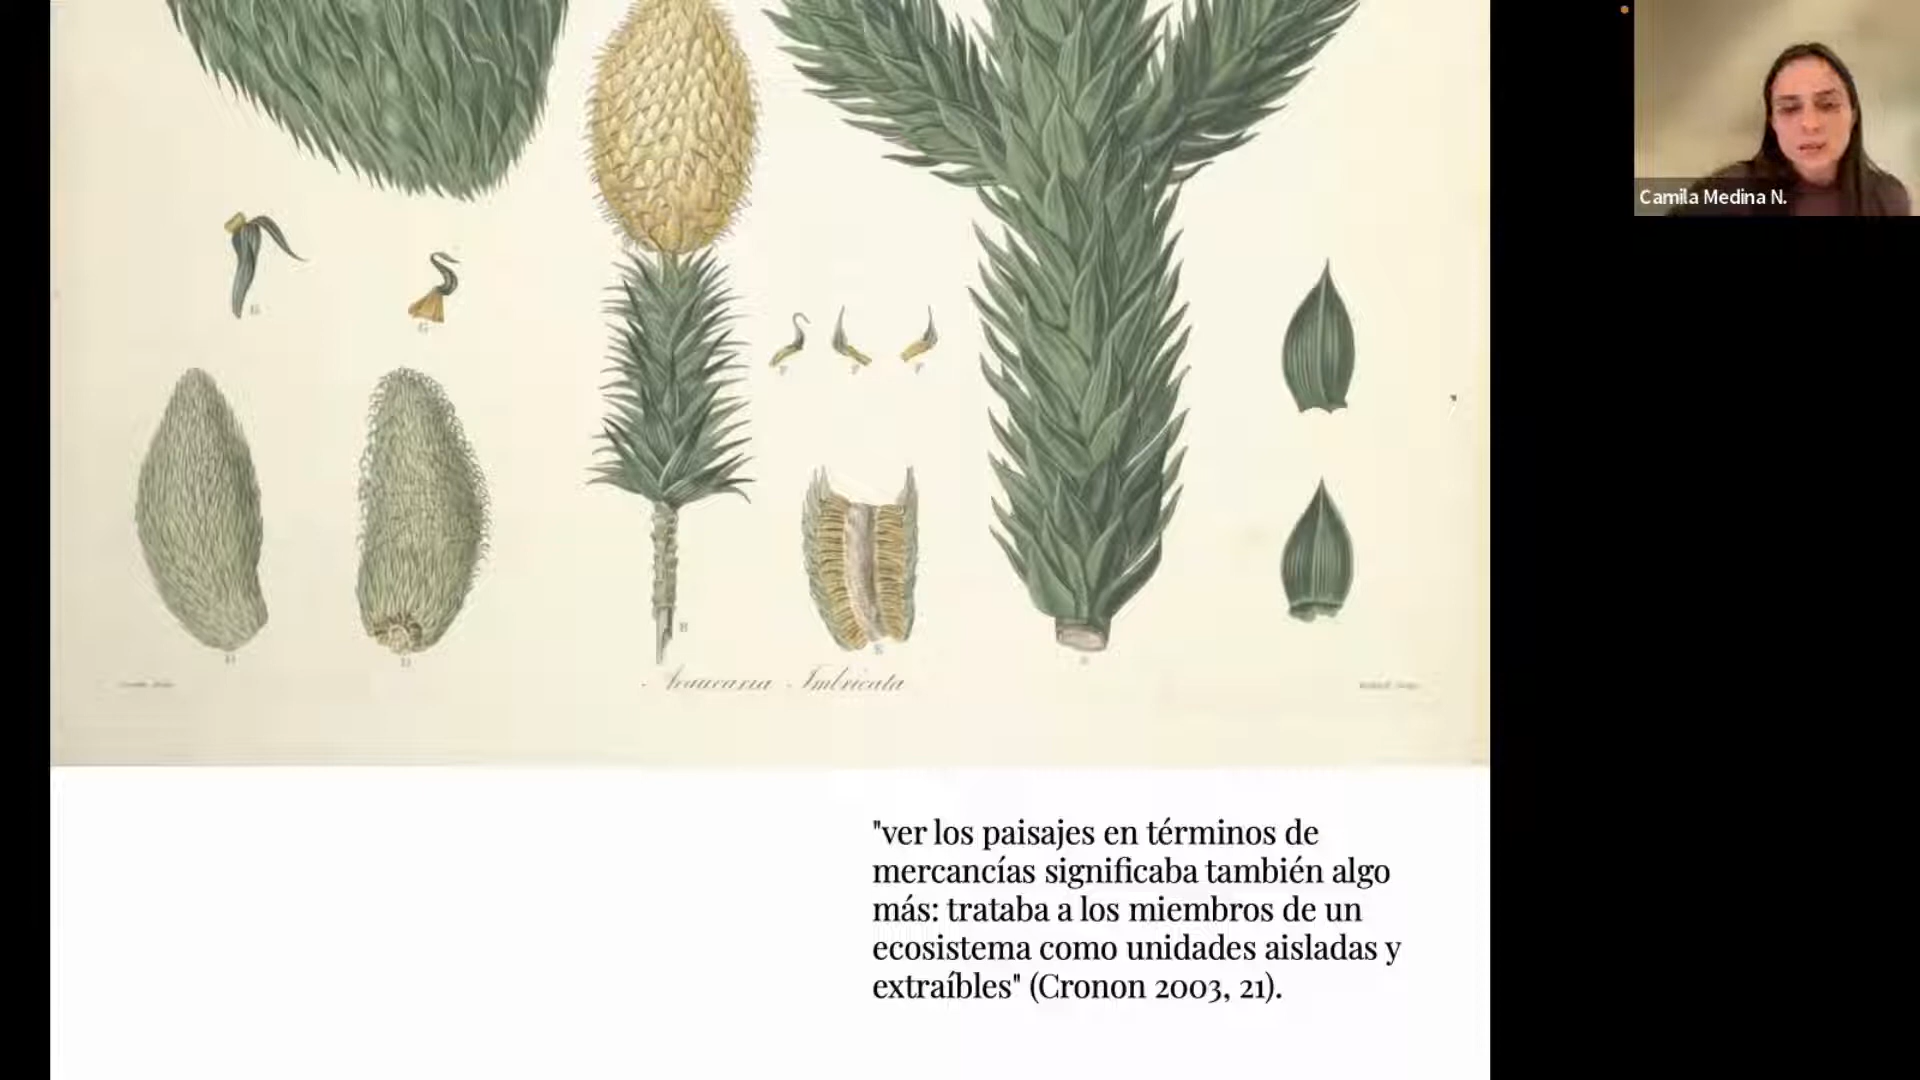 Camila Medina N.
G
H
D
B
E
Araucaria Imbricata
"ver los paisajes en términos de
mercancías significaba también algo
más: trataba a los miembros de un
ecosistema como unidades aisladas y
extraíbles" (Cronon 2003, 21).